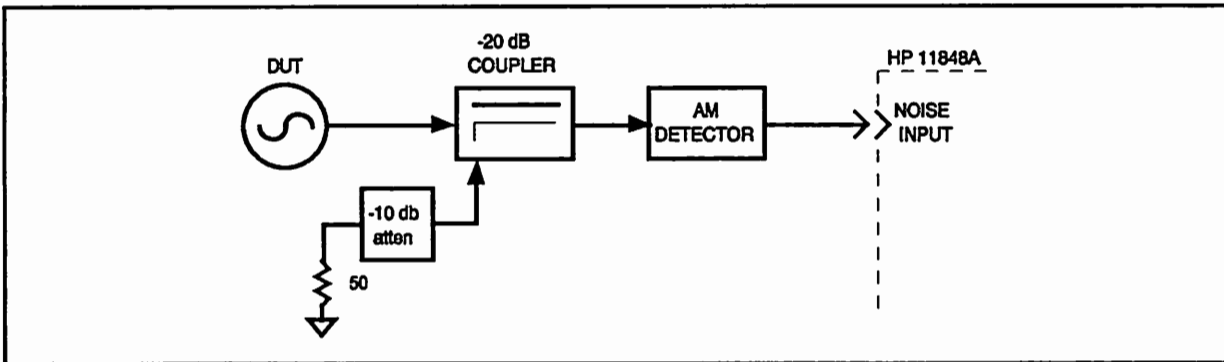 -20 dB
COUPLER
DUT
HP 11848A
AM
DETECTOR
NOISE
INPUT
-10 db
atten
50